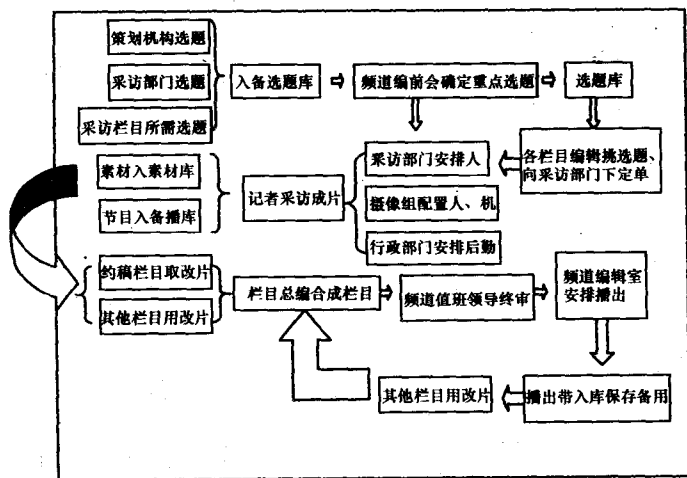 策划机构选题
采访部门选题
采访栏目所需选题
入备选题库
频道编前会确定重点选题
选题库
各栏目编辑挑选题、
向采访部门下定单
采访部门安排人
摄像组配置人、机
行政部门安排后勤
记者采访成片
素材入素材库
节目入备播库
约稿栏目取改片
其他栏目用改片
栏目总编合成栏目
频道值班领导终审
频道编辑室
安排播出
播出带入库保存备用
其他栏目用改片